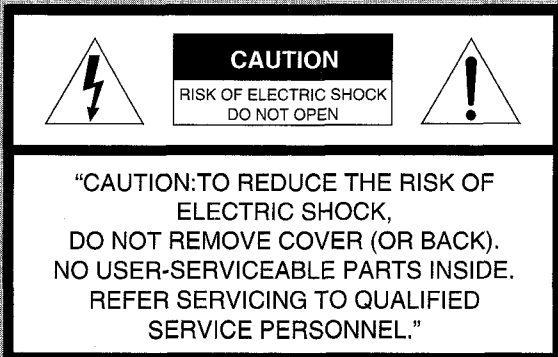 CAUTION
RISK OF ELECTRIC SHOCK
DO NOT OPEN
“CAUTION:TO REDUCE THE RISK OF
ELECTRIC SHOCK,
DO NOT REMOVE COVER (OR BACK).
NO USER-SERVICEABLE PARTS INSIDE.
REFER SERVICING TO QUALIFIED
SERVICE PERSONNEL.”